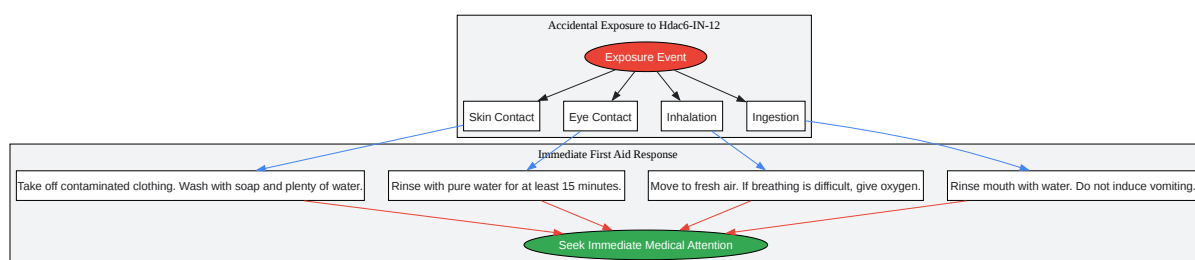 Accidental Exposure to Hdac6-IN-12
Exposure Event
Skin Contact
Eye Contact
Inhalation
Ingestion
Immediate First Aid Response
Take off contaminated clothing. Wash with soap and plenty of water.
Rinse with pure water for at least 15 minutes.
Move to fresh air. If breathing is difficult, give oxygen.
Rinse mouth with water. Do not induce vomiting.
Seek Immediate Medical Attention